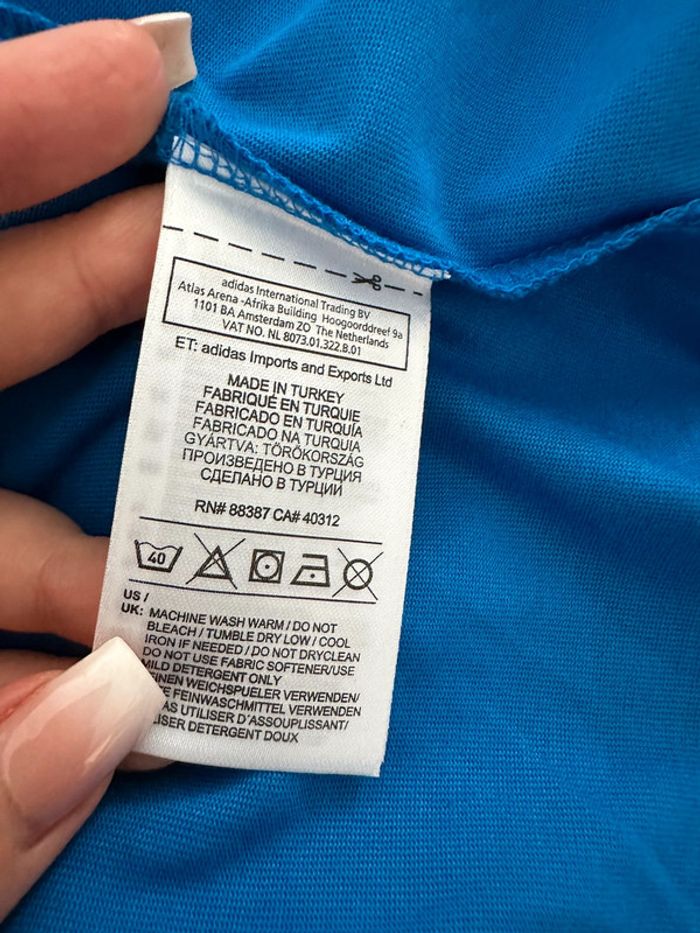 adidas International Trading BV
Atlas Arena -Afrika Building Hoogoorddreef 9a
1101 BA Amsterdam ZO The Netherlands
VAT NO. NL 8073.01.322.B.01
ET: adidas Imports and Exports Ltd
MADE IN TURKEY
FABRIQUÉ EN TURQUIE
FABRICADO EN TURQUÍA
FABRICADO NA TURQUIA
GYÁRTVA: TÖRÖKORSZÁG
ПРОИЗВЕДЕНО В ТУРЦИЯ
СДЕЛАНО В ТУРЦИИ
RN# 88387 CA# 40312
40
US /
UK: MACHINE WASH WARM / DO NOT
BLEACH / TUMBLE DRY LOW / COOL
IRON IF NEEDED / DO NOT DRYCLEAN
DO NOT USE FABRIC SOFTENER/USE
MILD DETERGENT ONLY
WEICHSPUELER VERWENDEN/
FEINWASCHMITTEL VERWENDEN
UTILISER D'ASSOUPLISSANT/
DETERGENT DOUX